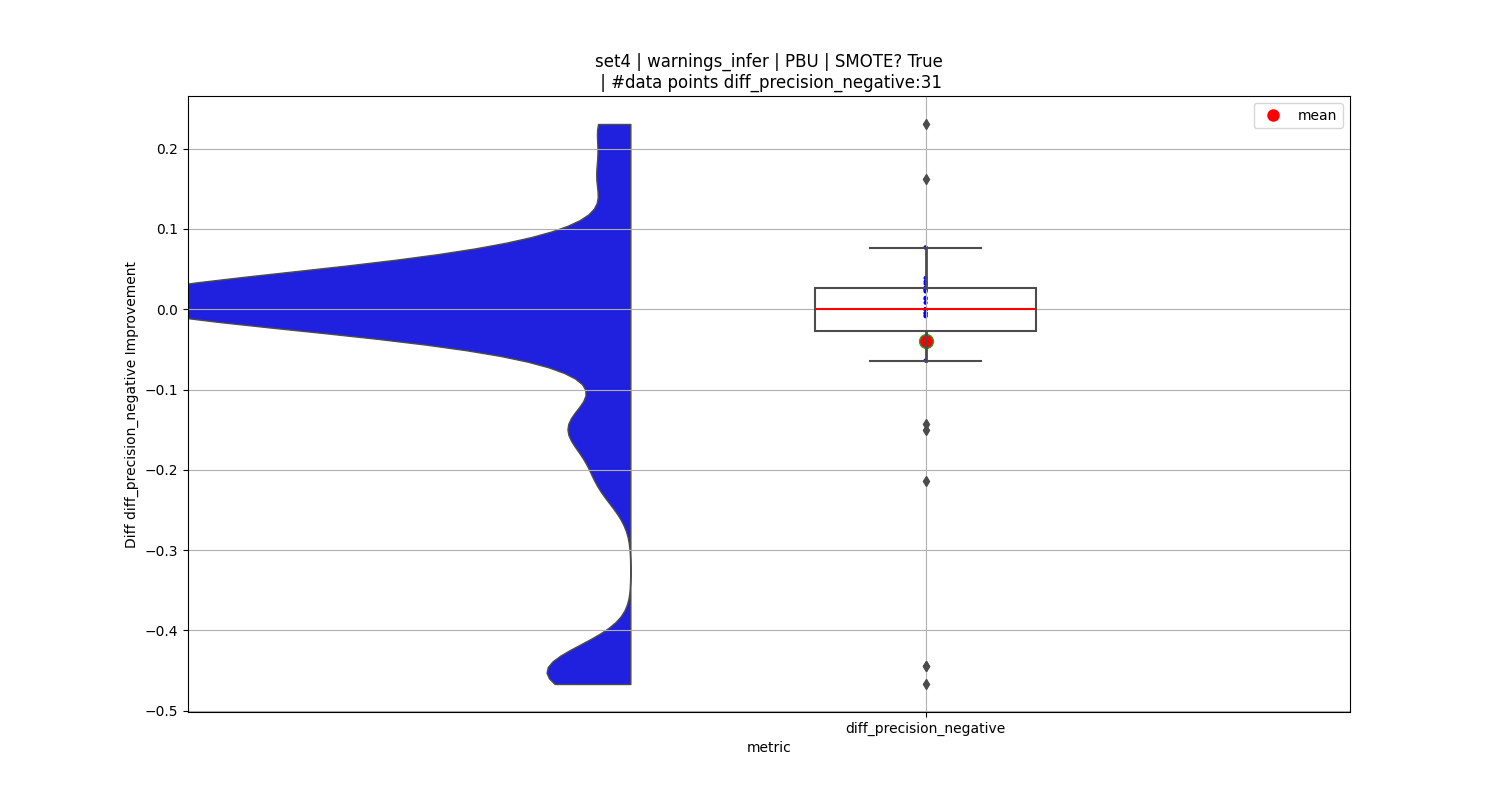 set4 | warnings_infer | PBU | SMOTE? True
| #data points diff_precision_negative:31
mean
0.2
0.1
0.0
−0.1
−0.2
−0.3
−0.4
−0.5
Diff diff_precision_negative Improvement
diff_precision_negative
metric